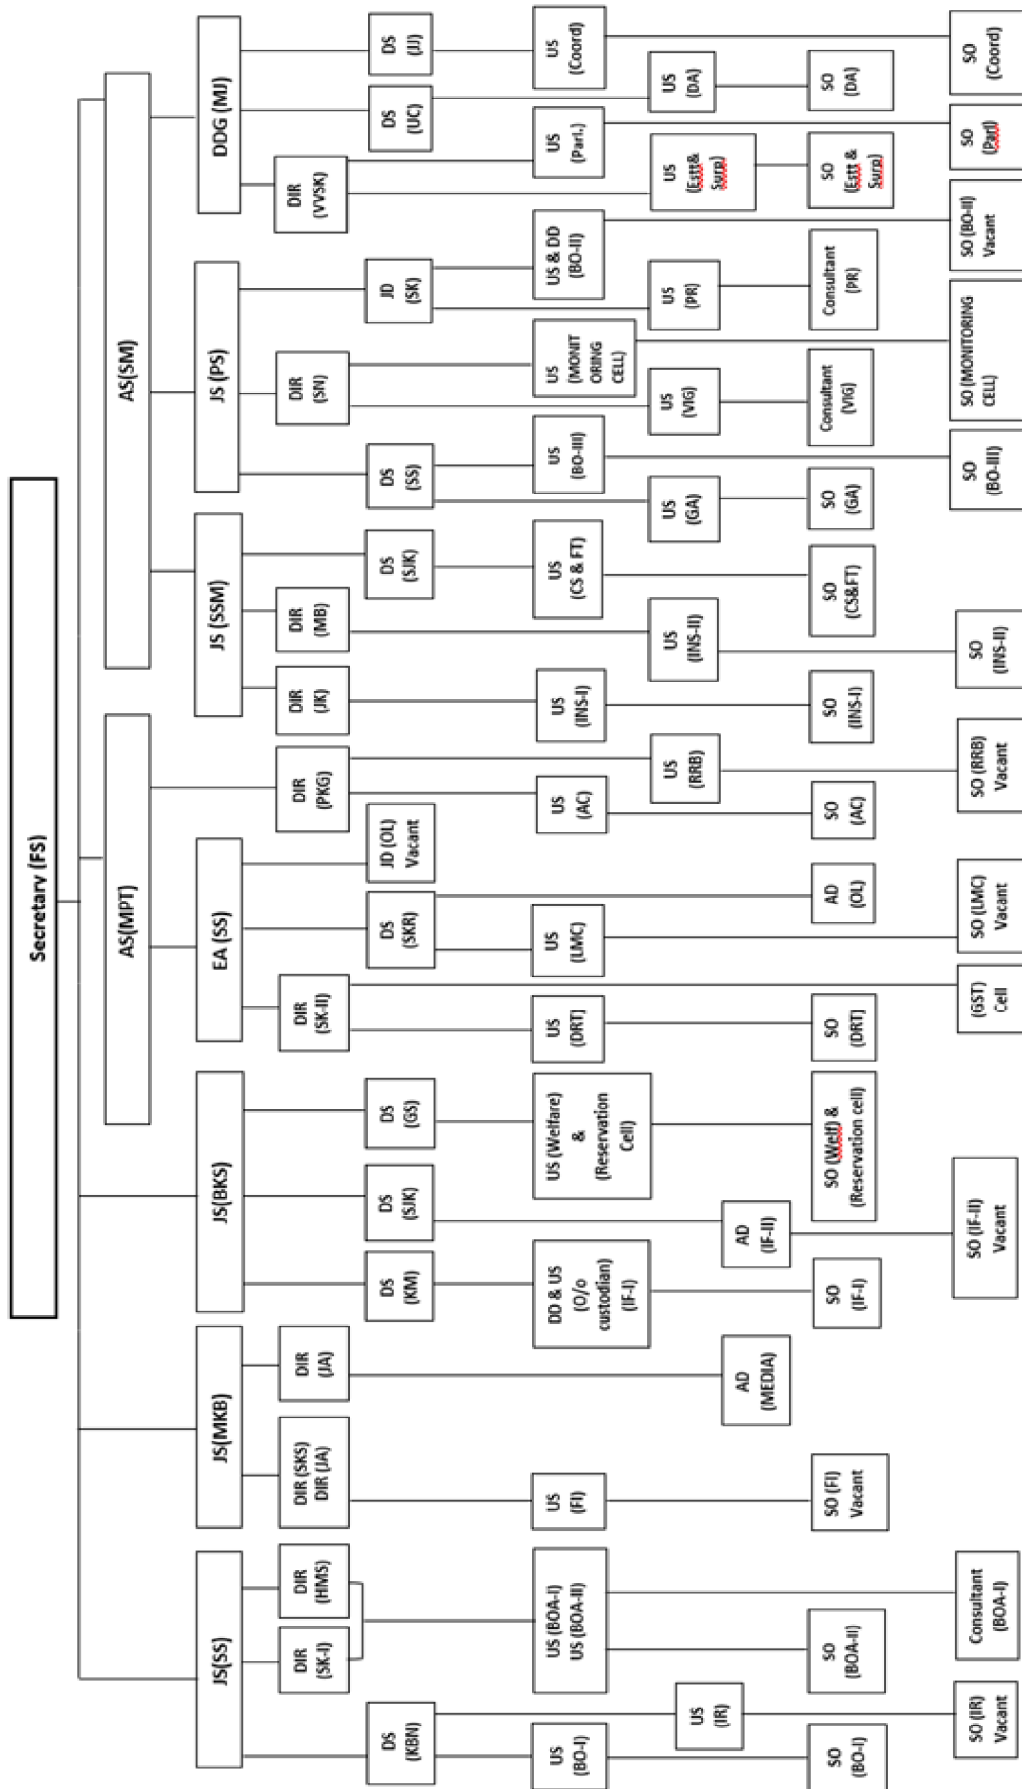 Secretary (FS)
AS(MPT)
AS(SM)
JS(SS)
JS(MKB)
JS(BKS)
EA (SS)
JS (SSM)
JS (PS)
DDG (MJ)
DIR
(SK-I)
DIR
(HMS)
DIR (SKS)
DIR (JA)
DIR
(JA)
DIR
(SK-II)
DIR
(PKG)
DIR
(JK)
DIR
(MB)
DIR
(SN)
DIR
(VVSK)
DS
(KBN)
DS
(KM)
DS
(SJK)
DS
(GS)
DS
(SKR)
JD (OL)
Vacant
DS
(SJK)
DS
(SS)
JD
(SK)
DS
(UC)
DS
(JJ)
US
(BO-I)
US (BOA-I)
US (BOA-II)
US
(FI)
DD & US
(O/o
custodian)
(IF-I)
US (Welfare)
&
(Reservation
Cell)
US
(DRT)
US
(LMC)
US
(AC)
US
(INS-I)
US
(CS & FT)
US
(BO-III)
US
(MONIT
ORING
CELL)
US & DD
(BO-II)
US
(Parl.)
US
(Coord)
US
(IR)
US
(RRB)
US
(INS-II)
US
(GA)
US
(VIG)
US
(PR)
US
(Estt&
Surp)
US
(DA)
AD
(MEDIA)
AD
(IF-II)
SO
(BO-I)
SO
(BOA-II)
SO (FI)
Vacant
SO
(IF-I)
SO (Welf) &
(Reservation cell)
SO
(DRT)
AD
(OL)
SO
(AC)
SO
(INS-I)
SO
(CS&FT)
SO
(GA)
Consultant
(VIG)
Consultant
(PR)
SO
(Estt &
Surp)
SO
(DA)
SO (IR)
Vacant
Consultant
(BOA-I)
SO (IF-II)
Vacant
(GST)
Cell
SO (LMC)
Vacant
SO (RRB)
Vacant
SO
(INS-II)
SO
(BO-III)
SO (MONITORING
CELL)
SO (BO-II)
Vacant
SO
(Parl)
SO
(Coord)